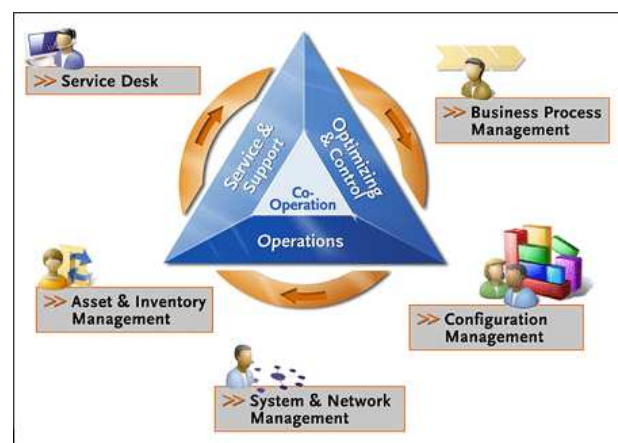 >> Service Desk
>> Business Process
Management
Service &
Support
Optimizing
& Control
Co-
Operation
Operations
>> Asset & Inventory
Management
>> Configuration
Management
>> System & Network
Management